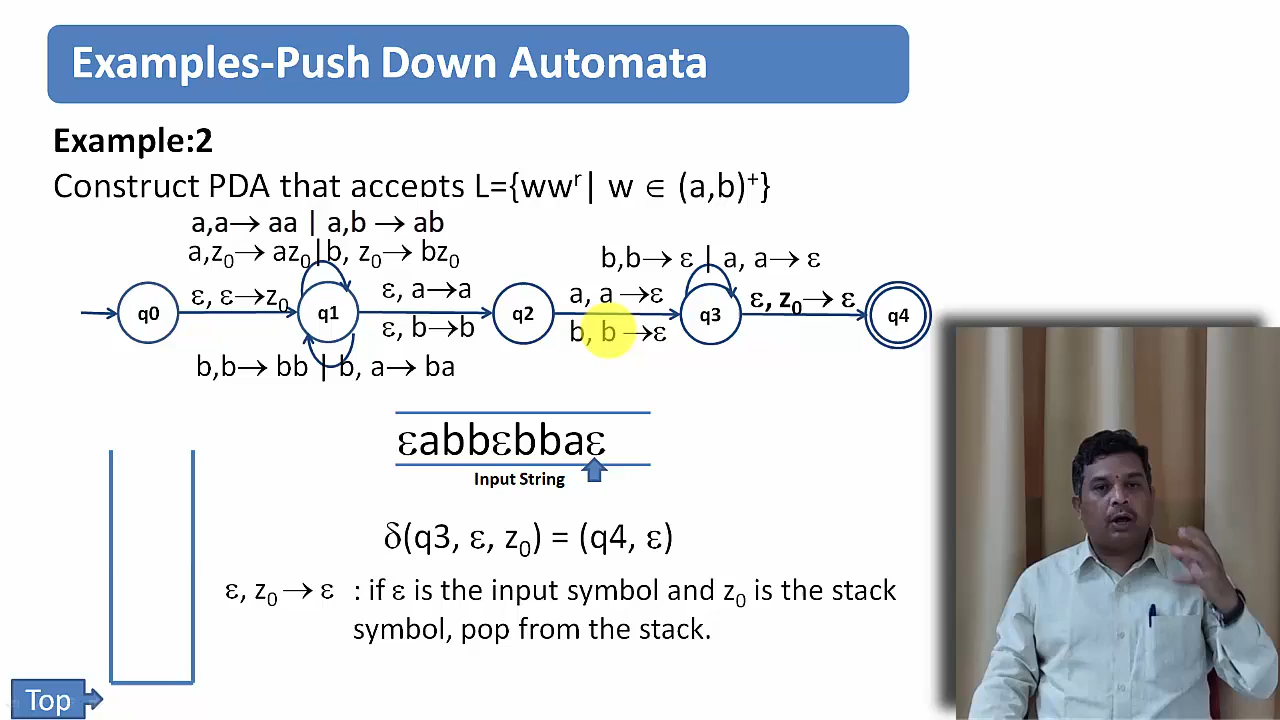 Examples-Push Down Automata
Example:2
Construct PDA that accepts L={wwʳ| w ∈ (a,b)⁺}
a,a→ aa | a,b → ab
a,z₀→ az₀|b, z₀→ bz₀
b,b→ ε | a, a→ ε
ε, ε→z₀
ε, a→a
a, a →ε
ε, z₀→ ε
q0
q1
q2
q3
q4
ε, b→b
b, b →ε
b,b→ bb | b, a→ ba
εabbεbbaε
Input String
δ(q3, ε, z₀) = (q4, ε)
ε, z₀→ ε : if ε is the input symbol and z₀ is the stack
symbol, pop from the stack.
Top